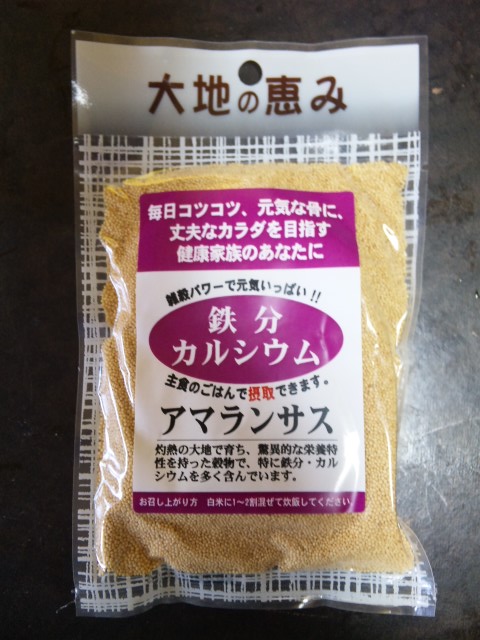 大地の恵み
毎日コツコツ、元気な骨に、
丈夫なカラダを目指す
健康家族のあなたに
雑穀パワーで元気いっぱい!!
鉄分
カルシウム
主食のごはんで摂取できます。
アマランサス
灼熱の大地で育ち、驚異的な栄養特
性を持った穀物で、特に鉄分・カル
シウムを多く含んでいます。
お召し上がり方 白米に1〜2割混ぜて炊飯してください。